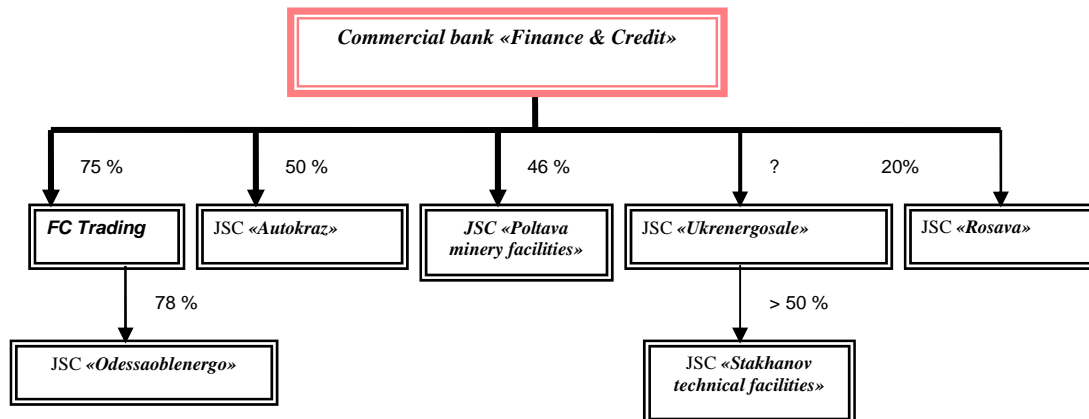 Commercial bank «Finance & Credit»
75 %
50 %
46 %
?
20%
FC Trading
JSC «Autokraz»
JSC «Poltava
minery facilities»
JSC «Ukrenergosale»
JSC «Rosava»
78 %
> 50 %
JSC «Odessaoblenergo»
JSC «Stakhanov
technical facilities»